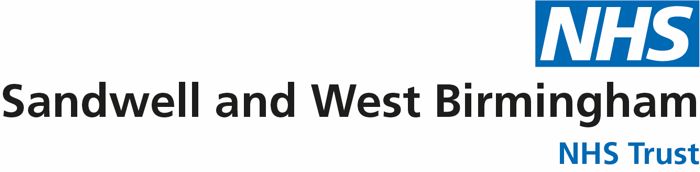 NHS
Sandwell and West Birmingham
NHS Trust